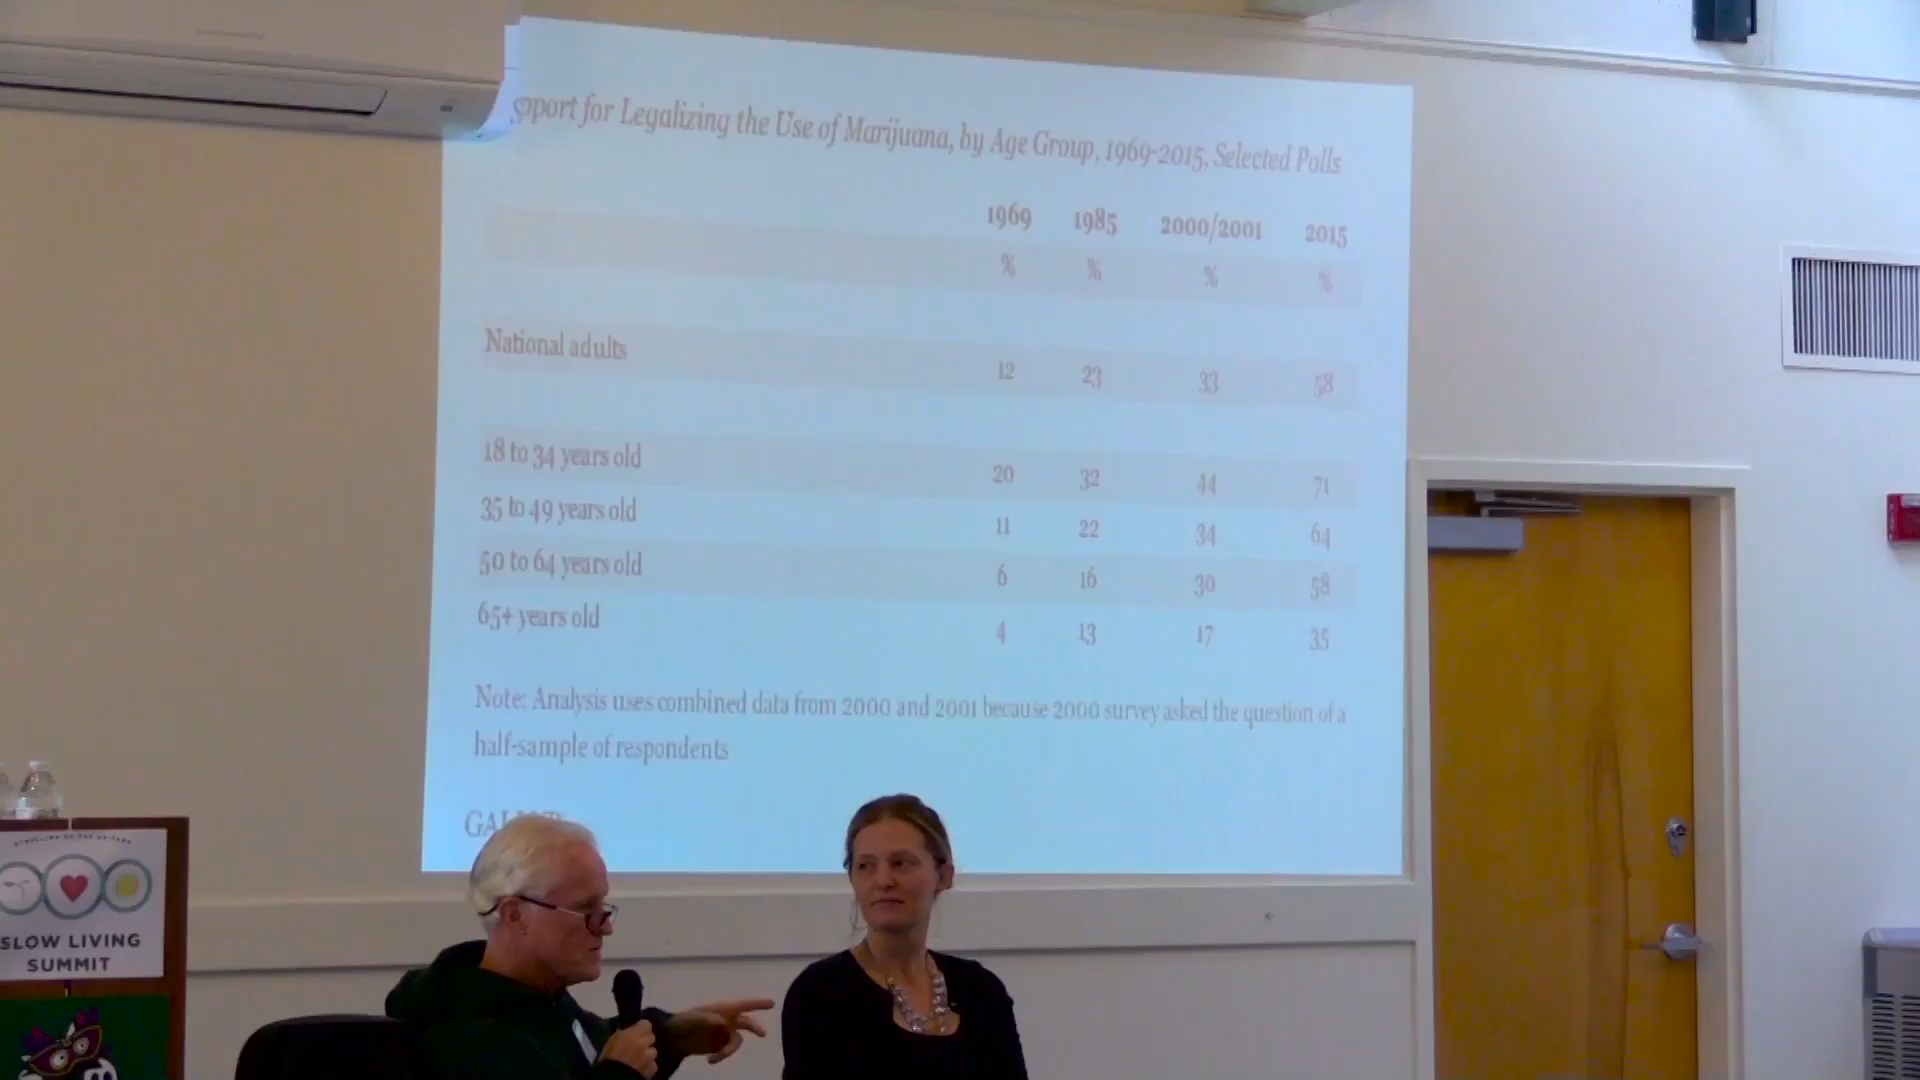 pport for Legalizing the Use of Marijuana, by Age Group, 1969-2015, Selected Polls
1969 1985 2000/2001 2015
% % % %
National adults 12 23 33 58
18 to 34 years old 20 32 44 71
35 to 49 years old 11 22 34 64
50 to 64 years old 6 16 30 58
65+ years old 4 13 17 35
Note: Analysis uses combined data from 2000 and 2001 because 2000 survey asked the question of a
half-sample of respondents
SLOW LIVING
SUMMIT